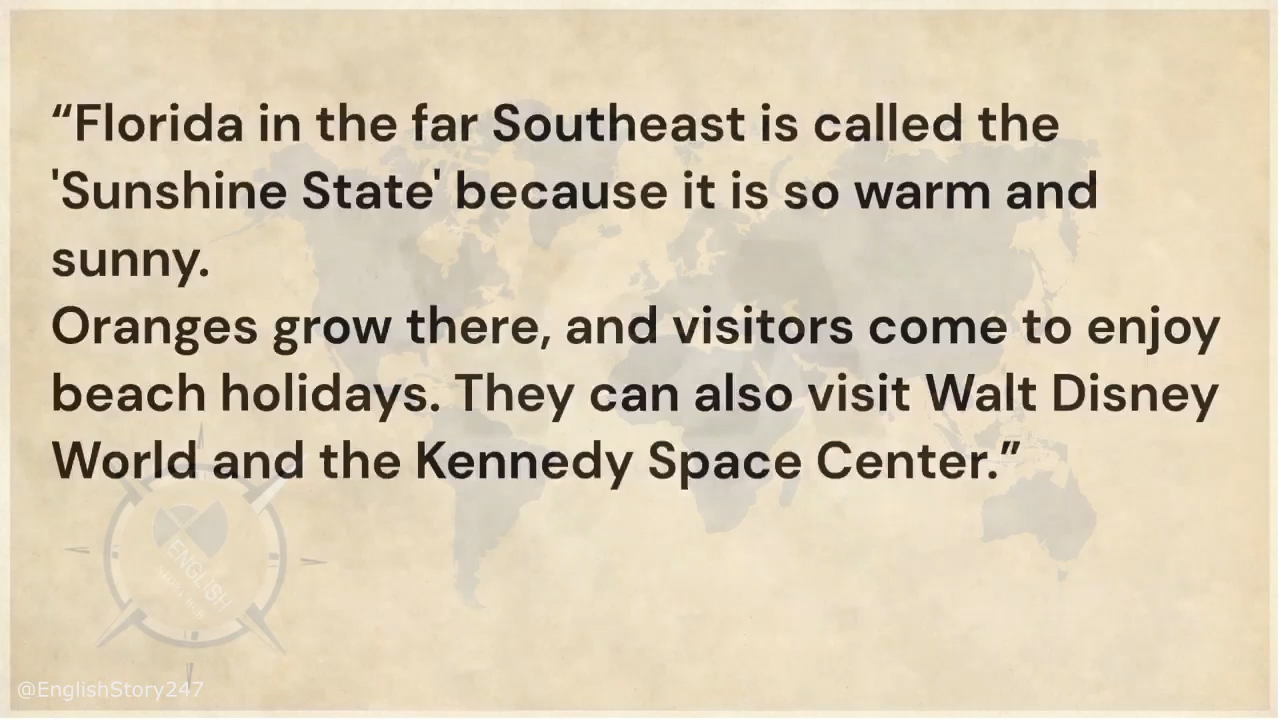 “Florida in the far Southeast is called the
'Sunshine State' because it is so warm and
sunny.
Oranges grow there, and visitors come to enjoy
beach holidays. They can also visit Walt Disney
World and the Kennedy Space Center.”
ENGLISH
@EnglishStory247